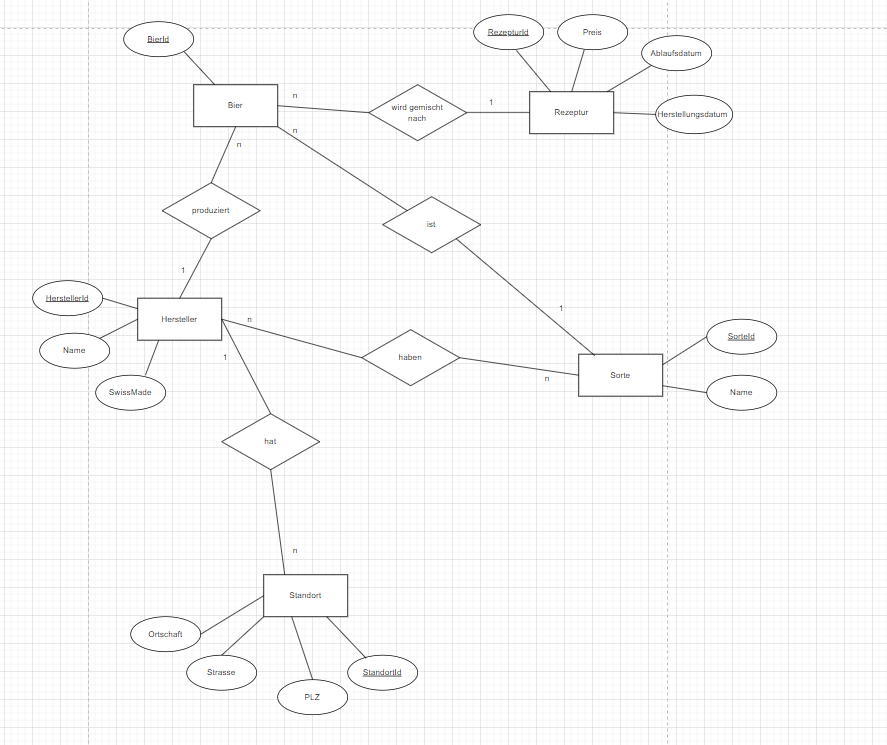 RezepturId
Preis
BierId
Ablaufsdatum
n
Bier
wird gemischt
nach
1
Rezeptur
Herstellungsdatum
n
n
produziert
ist
1
HerstellerId
Hersteller
n
1
Name
1
haben
SorteId
n
Sorte
SwissMade
Name
hat
n
Standort
Ortschaft
Strasse
StandortId
PLZ